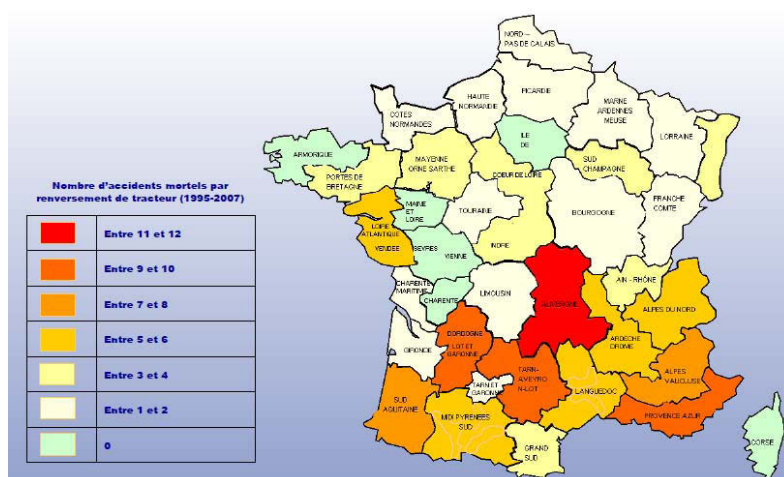 Nombre d'accidents mortels par
renversement de tracteur (1995-2007)
Entre 11 et 12
Entre 9 et 10
Entre 7 et 8
Entre 5 et 6
Entre 3 et 4
Entre 1 et 2
0
NORD –
PAS DE CALAIS
PICARDIE
HAUTE
NORMANDIE
COTES
NORMANDES
MARNE
ARDENNES
MEUSE
LORRAINE
ILE
DE
ARMORIQUE
PORTES DE
BRETAGNE
MAYENNE
ORNE SARTHE
COEUR DE LOIRE
SUD
CHAMPAGNE
MAINE
ET
LOIRE
TOURAINE
BOURGOGNE
FRANCHE
COMTE
LOIRE
ATLANTIQUE
VENDEE
SEVRES
VIENNE
INDRE
CHARENTE
MARITIME
CHARENTE
LIMOUSIN
AUVERGNE
AIN - RHÔNE
ALPES DU NORD
ARDECHE
DROME
GIRONDE
DORDOGNE
LOT ET
GARONNE
TARN-
AVEYRO
N-LOT
TARN ET
GARONNE
LANGUEDOC
ALPES
VAUCLUSE
PROVENCE AZUR
SUD
AQUITAINE
MIDI PYRENEES
SUD
GRAND
SUD
CORSE